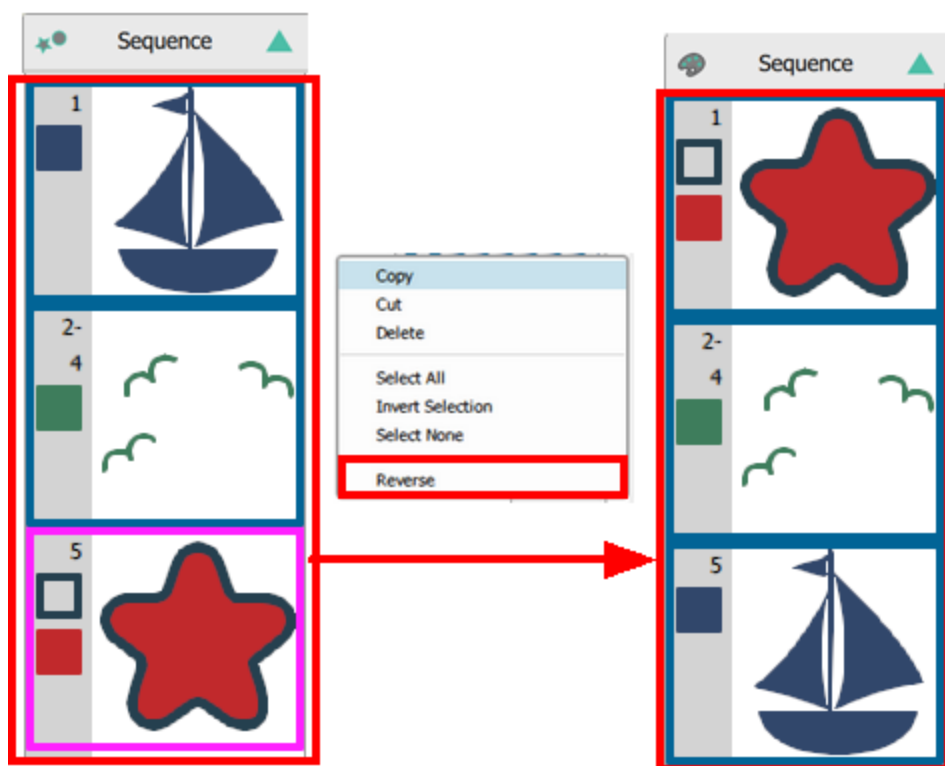 Sequence
1
2-
4
5
Copy
Cut
Delete
Select All
Invert Selection
Select None
Reverse
Sequence
1
2-
4
5